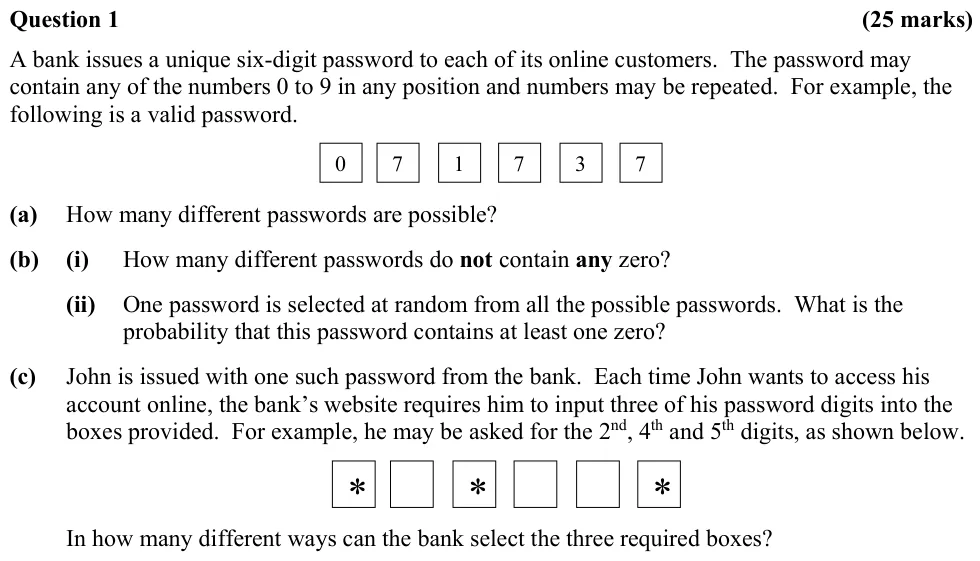 Question 1 (25 marks)
A bank issues a unique six-digit password to each of its online customers. The password may
contain any of the numbers 0 to 9 in any position and numbers may be repeated. For example, the
following is a valid password.
0 7 1 7 3 7
(a) How many different passwords are possible?
(b) (i) How many different passwords do not contain any zero?
(ii) One password is selected at random from all the possible passwords. What is the
probability that this password contains at least one zero?
(c) John is issued with one such password from the bank. Each time John wants to access his
account online, the bank’s website requires him to input three of his password digits into the
boxes provided. For example, he may be asked for the 2nd, 4th and 5th digits, as shown below.
* * *
In how many different ways can the bank select the three required boxes?